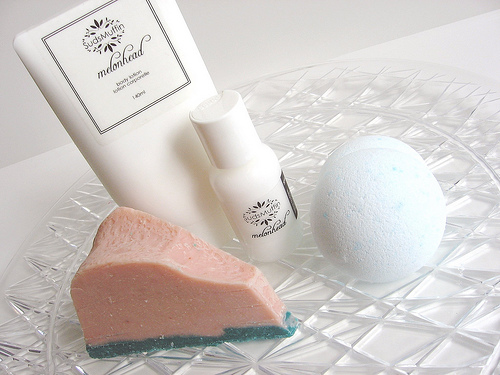 SudsMuffin
melonhead
body lotion
lotion corporelle
140ml
SudsMuffin
melonhead